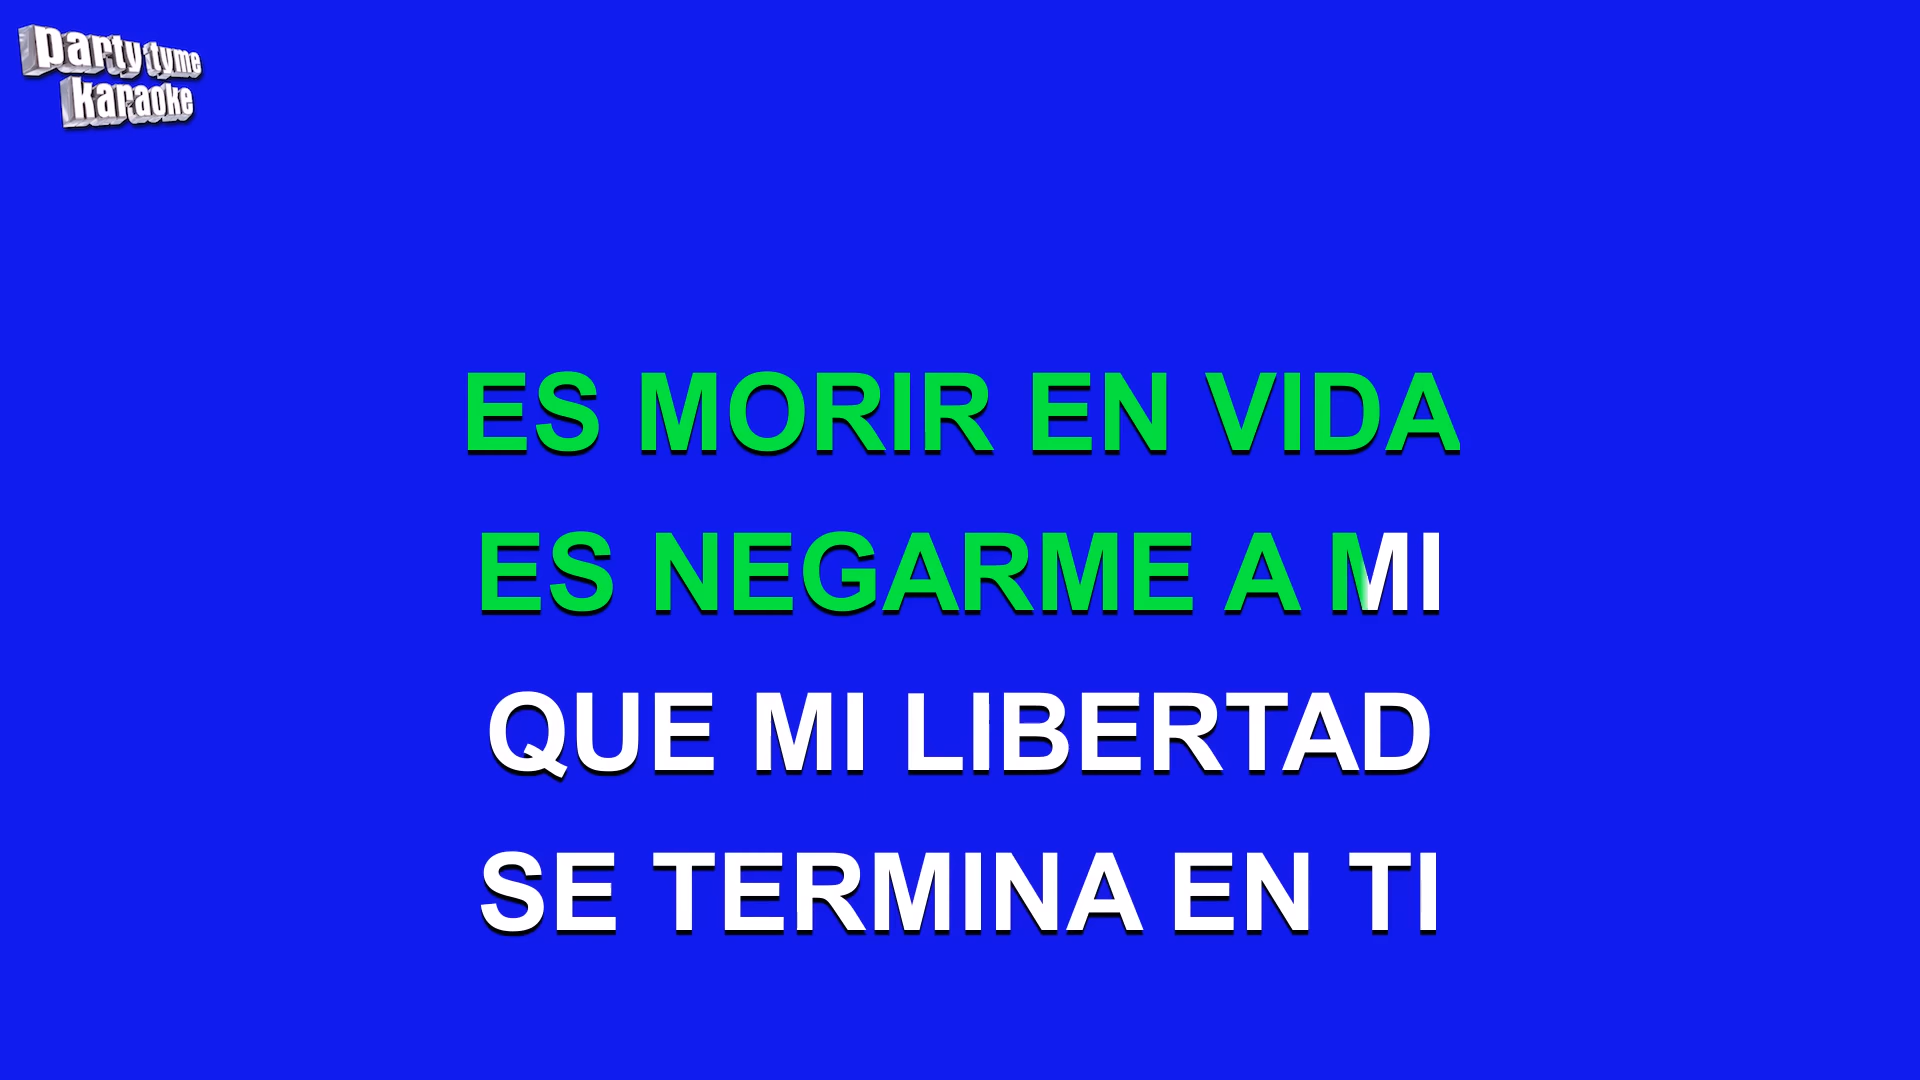 party tyme
karaoke
ES MORIR EN VIDA
ES NEGARME A MI
QUE MI LIBERTAD
SE TERMINA EN TI